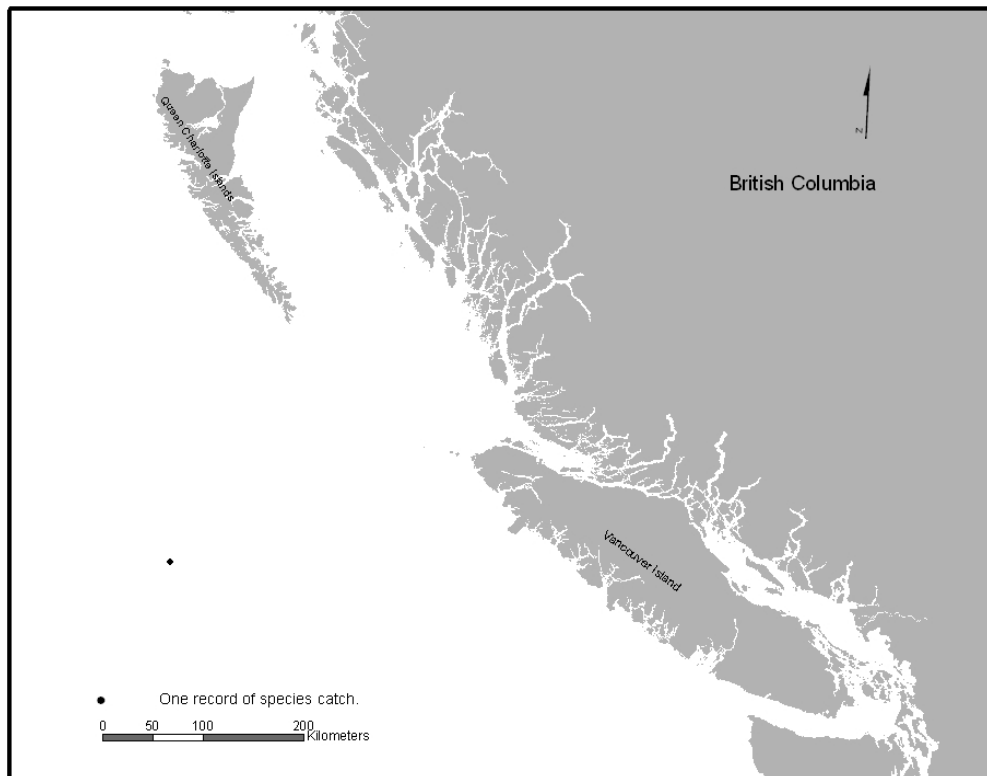 Queen Charlotte Islands
N
British Columbia
Vancouver Island
One record of species catch.
0 50 100 200
Kilometers